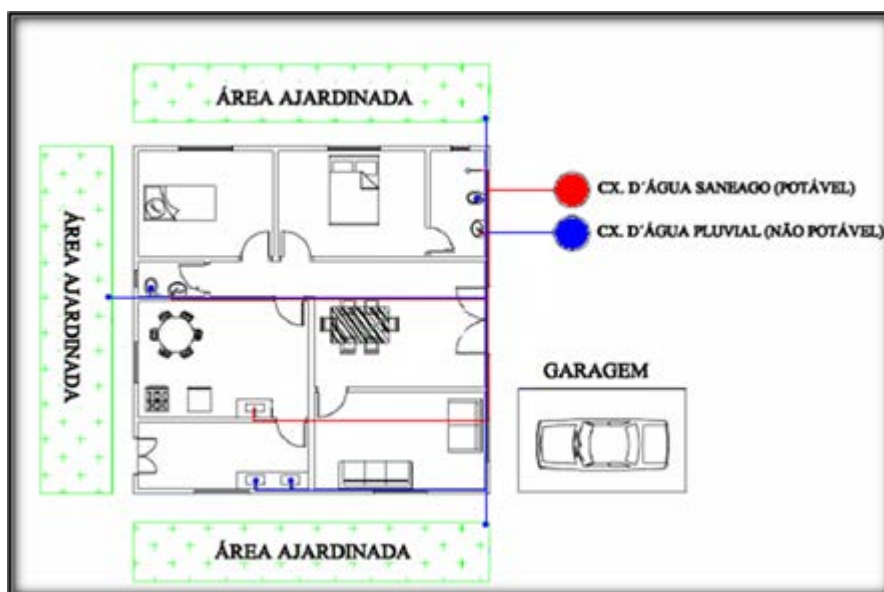 ÁREA AJARDINADA
ÁREA AJARDINADA
CX. D´ÁGUA SANEAGO (POTÁVEL)
CX. D´ÁGUA PLUVIAL (NÃO POTÁVEL)
GARAGEM
ÁREA AJARDINADA